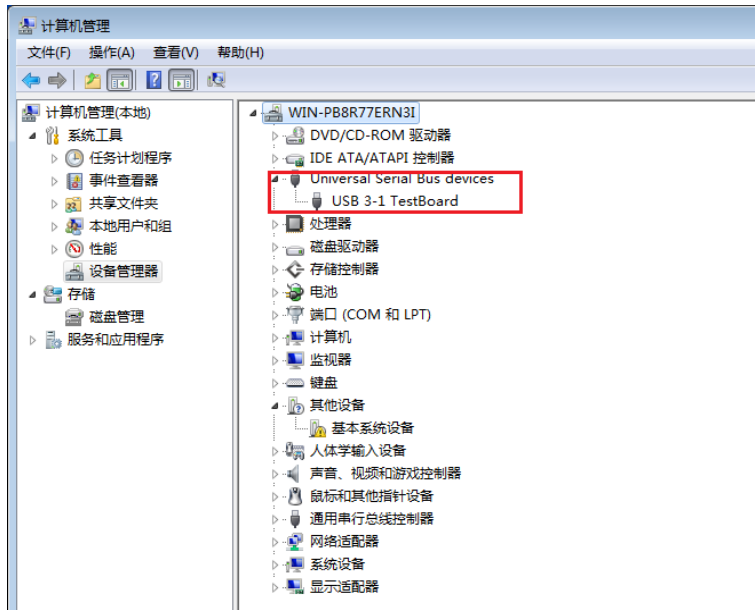 计算机管理
文件(F) 操作(A) 查看(V) 帮助(H)
计算机管理(本地)
系统工具
任务计划程序
事件查看器
共享文件夹
本地用户和组
性能
设备管理器
存储
磁盘管理
服务和应用程序
WIN-PB8R77ERN3I
DVD/CD-ROM 驱动器
IDE ATA/ATAPI 控制器
Universal Serial Bus devices
USB 3-1 TestBoard
处理器
磁盘驱动器
存储控制器
电池
端口 (COM 和 LPT)
计算机
监视器
键盘
其他设备
基本系统设备
人体学输入设备
声音、视频和游戏控制器
鼠标和其他指针设备
通用串行总线控制器
网络适配器
系统设备
显示适配器